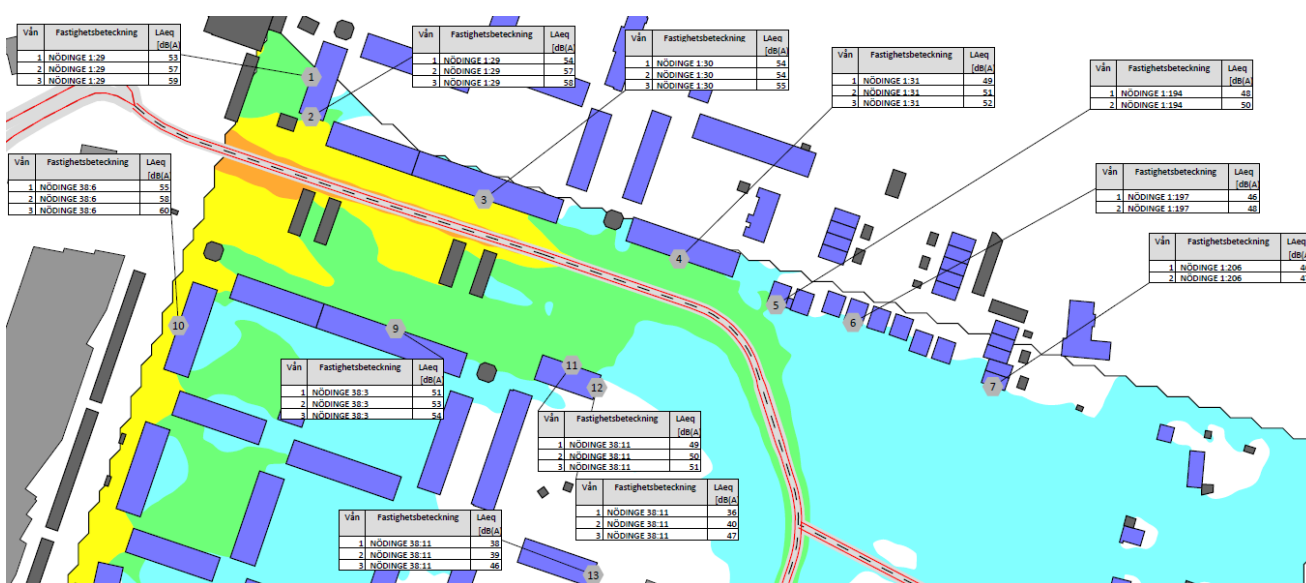 Vån Fastighetsbeteckning LAeq
[dB(A)
1 NÖDINGE 1:29 53
2 NÖDINGE 1:29 57
3 NÖDINGE 1:29 59
Vån Fastighetsbeteckning LAeq
[dB(A)
1 NÖDINGE 1:29 54
2 NÖDINGE 1:29 57
3 NÖDINGE 1:29 58
Vån Fastighetsbeteckning LAeq
[dB(A)
1 NÖDINGE 1:30 54
2 NÖDINGE 1:30 54
3 NÖDINGE 1:30 55
Vån Fastighetsbeteckning LAeq
[dB(A)
1 NÖDINGE 1:31 49
2 NÖDINGE 1:31 51
3 NÖDINGE 1:31 52
Vån Fastighetsbeteckning LAeq
[dB(A)
1 NÖDINGE 1:194 48
2 NÖDINGE 1:194 50
Vån Fastighetsbeteckning LAeq
[dB(A)
1 NÖDINGE 38:6 55
2 NÖDINGE 38:6 58
3 NÖDINGE 38:6 60
Vån Fastighetsbeteckning LAeq
[dB(A)
1 NÖDINGE 1:197 46
2 NÖDINGE 1:197 48
Vån Fastighetsbeteckning LAeq
[dB(A)
1 NÖDINGE 1:206
2 NÖDINGE 1:206
1
2
3
4
5
6
7
10
9
11
12
Vån Fastighetsbeteckning LAeq
[dB(A)
1 NÖDINGE 38:3 51
2 NÖDINGE 38:3 53
3 NÖDINGE 38:3 54
Vån Fastighetsbeteckning LAeq
[dB(A)
1 NÖDINGE 38:11 49
2 NÖDINGE 38:11 50
3 NÖDINGE 38:11 51
Vån Fastighetsbeteckning LAeq
[dB(A)
1 NÖDINGE 38:11 36
2 NÖDINGE 38:11 40
3 NÖDINGE 38:11 47
Vån Fastighetsbeteckning LAeq
[dB(A)
1 NÖDINGE 38:11 38
2 NÖDINGE 38:11 39
3 NÖDINGE 38:11 46
13